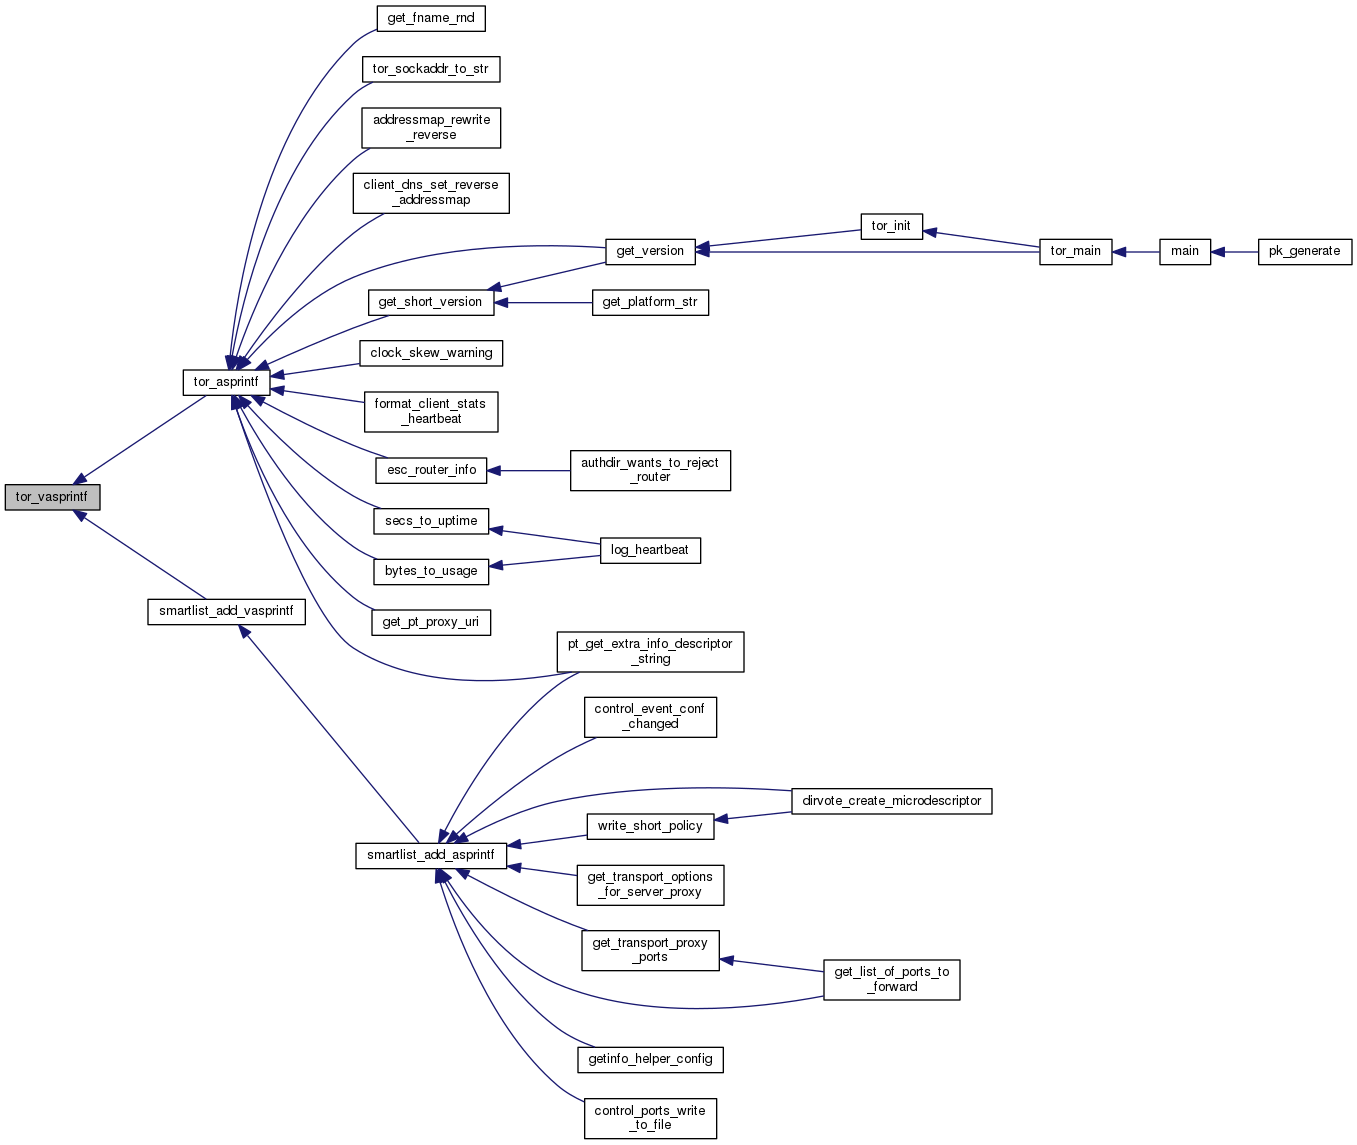 get_fname_rnd
tor_sockaddr_to_str
addressmap_rewrite
_reverse
client_dns_set_reverse
_addressmap
tor_init
get_version
tor_main
main
pk_generate
get_short_version
get_platform_str
clock_skew_warning
tor_asprintf
format_client_stats
_heartbeat
esc_router_info
authdir_wants_to_reject
_router
tor_vasprintf
secs_to_uptime
log_heartbeat
bytes_to_usage
smartlist_add_vasprintf
get_pt_proxy_uri
pt_get_extra_info_descriptor
_string
control_event_conf
_changed
dirvote_create_microdescriptor
write_short_policy
smartlist_add_asprintf
get_transport_options
_for_server_proxy
get_transport_proxy
_ports
get_list_of_ports_to
_forward
getinfo_helper_config
control_ports_write
_to_file